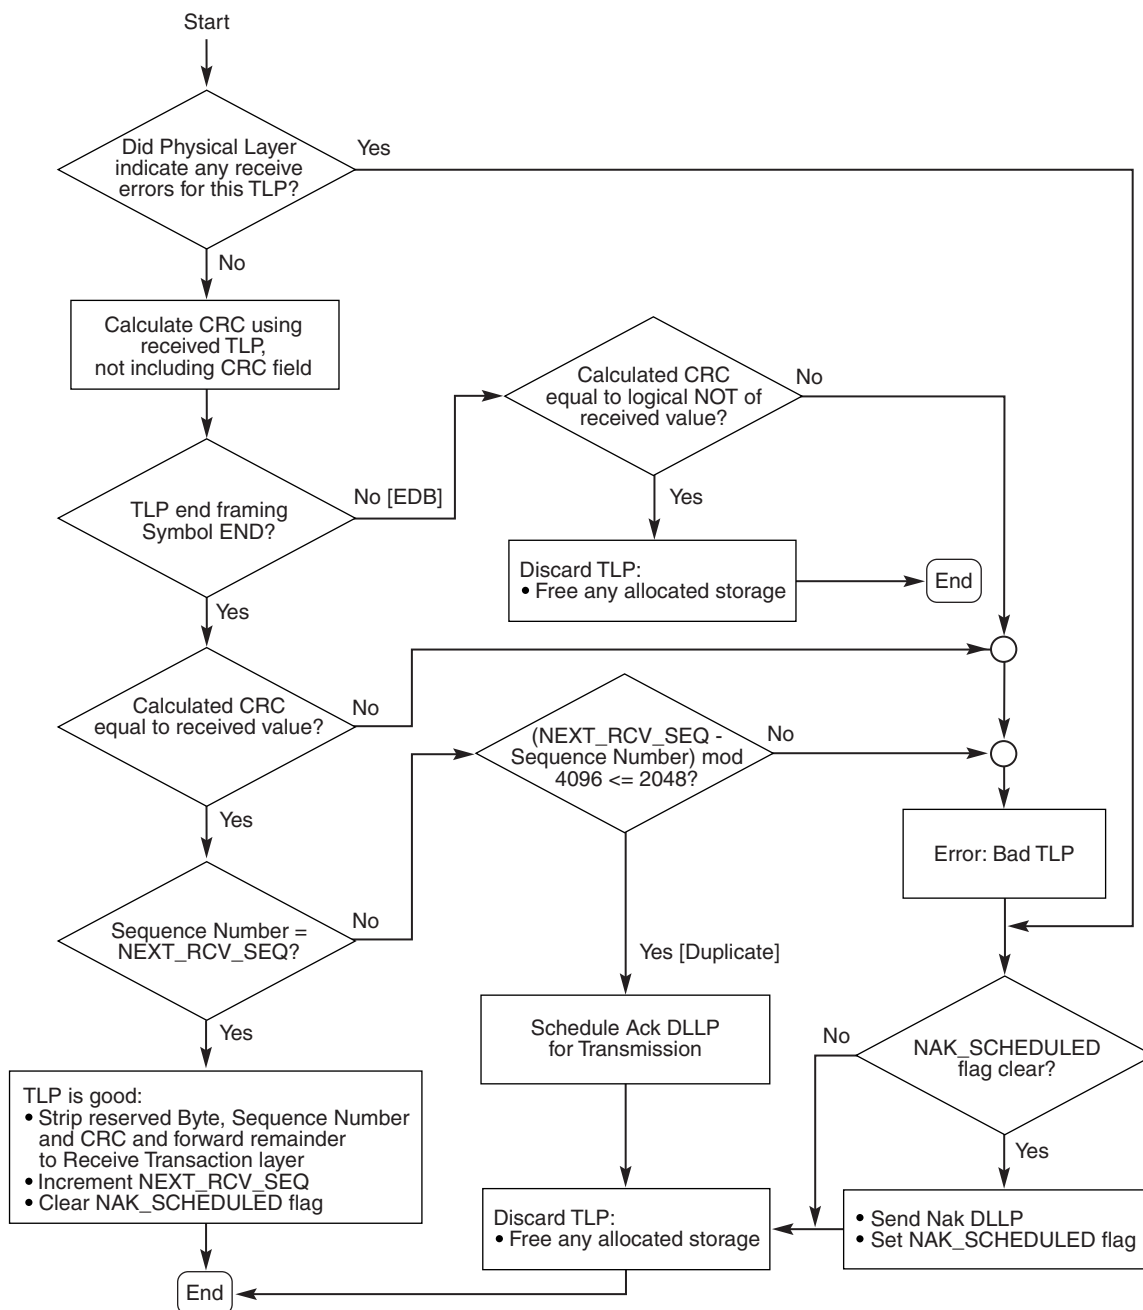 Start
Did Physical Layer
indicate any receive
errors for this TLP?
Yes
No
Calculate CRC using
received TLP,
not including CRC field
Calculated CRC
equal to logical NOT of
received value?
No
Yes
TLP end framing
Symbol END?
No [EDB]
Yes
Discard TLP:
• Free any allocated storage
End
Calculated CRC
equal to received value?
No
Yes
(NEXT_RCV_SEQ -
Sequence Number) mod
4096 <= 2048?
No
Yes [Duplicate]
Error: Bad TLP
Sequence Number =
NEXT_RCV_SEQ?
No
Yes
Schedule Ack DLLP
for Transmission
NAK_SCHEDULED
flag clear?
No
Yes
TLP is good:
• Strip reserved Byte, Sequence Number
and CRC and forward remainder
to Receive Transaction layer
• Increment NEXT_RCV_SEQ
• Clear NAK_SCHEDULED flag
Discard TLP:
• Free any allocated storage
• Send Nak DLLP
• Set NAK_SCHEDULED flag
End